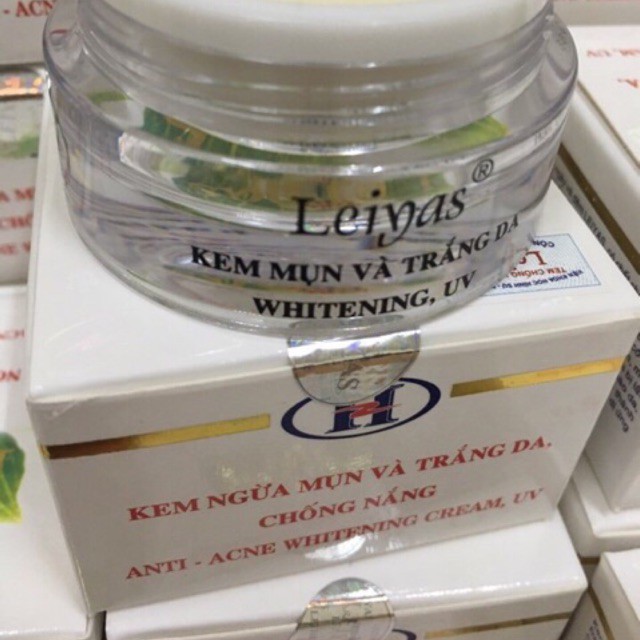 Leiyas®
KEM MỤN VÀ TRẮNG DA
WHITENING, UV
KEM NGỪA MỤN VÀ TRẮNG DA,
CHỐNG NẮNG
ANTI - ACNE WHITENING CREAM, UV